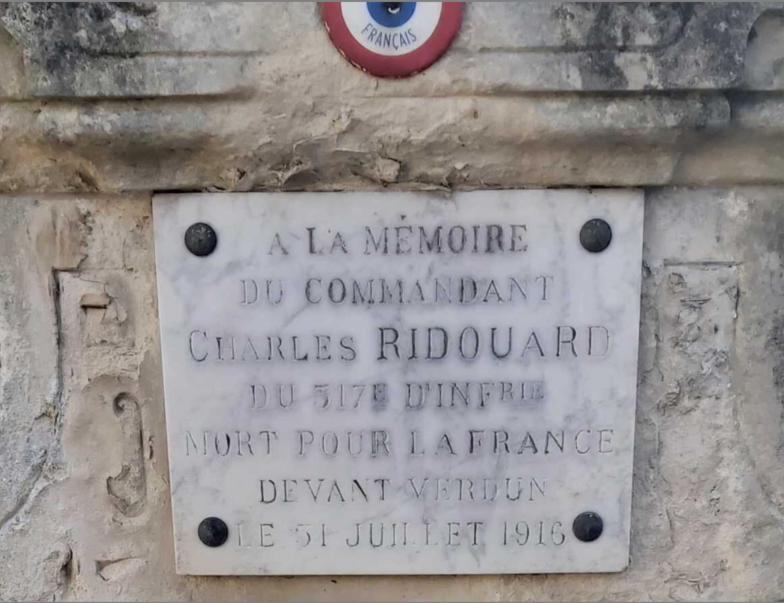 FRANÇAIS
A LA MÉMOIRE
DU COMMANDANT
CHARLES RIDOUARD
DU 317E D'INFRIE
MORT POUR LA FRANCE
DEVANT VERDUN
LE 31 JUILLET 1916